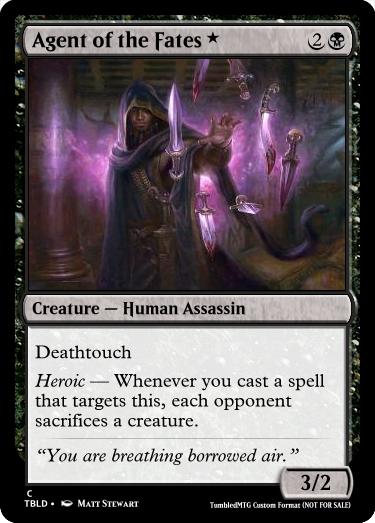 Agent of the Fates ★ 2
Creature — Human Assassin
Deathtouch
Heroic — Whenever you cast a spell
that targets this, each opponent
sacrifices a creature.
“You are breathing borrowed air.”
3/2
C
TBLD • Matt Stewart
TumbledMTG Custom Format (NOT FOR SALE)